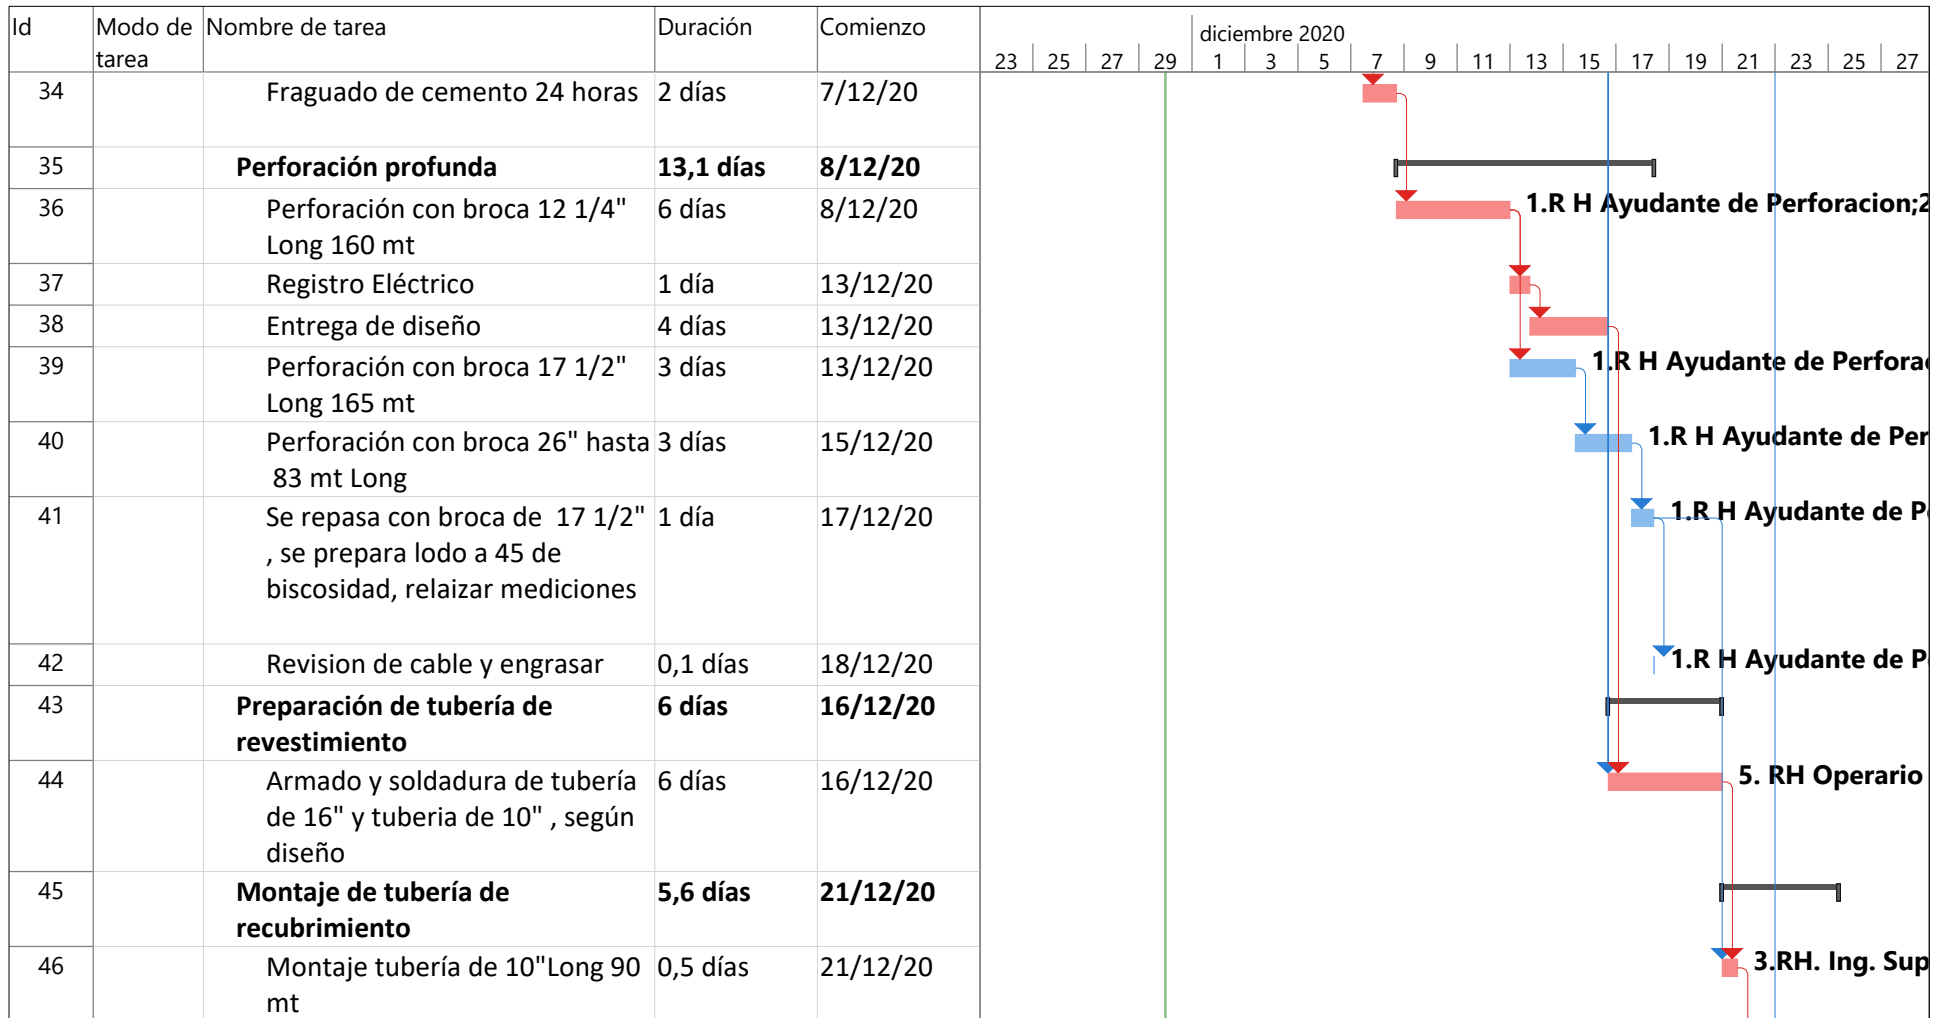 Id Modo de tarea Nombre de tarea Duración Comienzo
diciembre 2020
23 25 27 29 1 3 5 7 9 11 13 15 17 19 21 23 25 27
34 Fraguado de cemento 24 horas 2 días 7/12/20
35 Perforación profunda 13,1 días 8/12/20
36 Perforación con broca 12 1/4" 6 días 8/12/20 1.R H Ayudante de Perforacion;2
Long 160 mt
37 Registro Eléctrico 1 día 13/12/20
38 Entrega de diseño 4 días 13/12/20
39 Perforación con broca 17 1/2" 3 días 13/12/20 1.R H Ayudante de Perforac
Long 165 mt
40 Perforación con broca 26" hasta 3 días 15/12/20 1.R H Ayudante de Per
83 mt Long
41 Se repasa con broca de 17 1/2" 1 día 17/12/20 1.R H Ayudante de P
, se prepara lodo a 45 de
biscosidad, relaizar mediciones
42 Revision de cable y engrasar 0,1 días 18/12/20 1.R H Ayudante de P
43 Preparación de tubería de 6 días 16/12/20
revestimiento
44 Armado y soldadura de tubería 6 días 16/12/20 5. RH Operario
de 16" y tuberia de 10" , según
diseño
45 Montaje de tubería de 5,6 días 21/12/20
recubrimiento
46 Montaje tubería de 10"Long 90 0,5 días 21/12/20 3.RH. Ing. Sup
mt